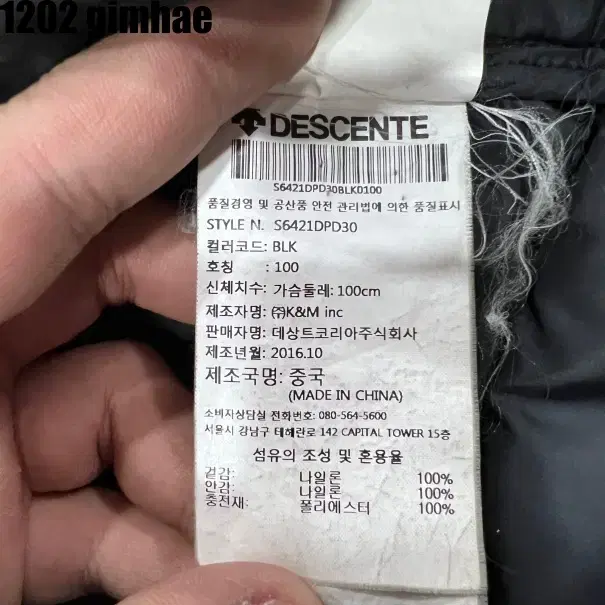 1202 gimhae
DESCENTE
S6421DPD30BLK0100
품질경영 및 공산품 안전 관리법에 의한 품질표시
STYLE N. S6421DPD30
컬러코드: BLK
호칭 : 100
신체치수: 가슴둘레: 100cm
제조자명: ㈜K&M inc
판매자명: 데상트코리아주식회사
제조년월: 2016.10
제조국명: 중국
(MADE IN CHINA)
소비자상담실 전화번호: 080-564-5600
서울시 강남구 테헤란로 142 CAPITAL TOWER 15층
섬유의 조성 및 혼용율
겉감: 나일론 100%
안감: 나일론 100%
충전재: 폴리에스터 100%